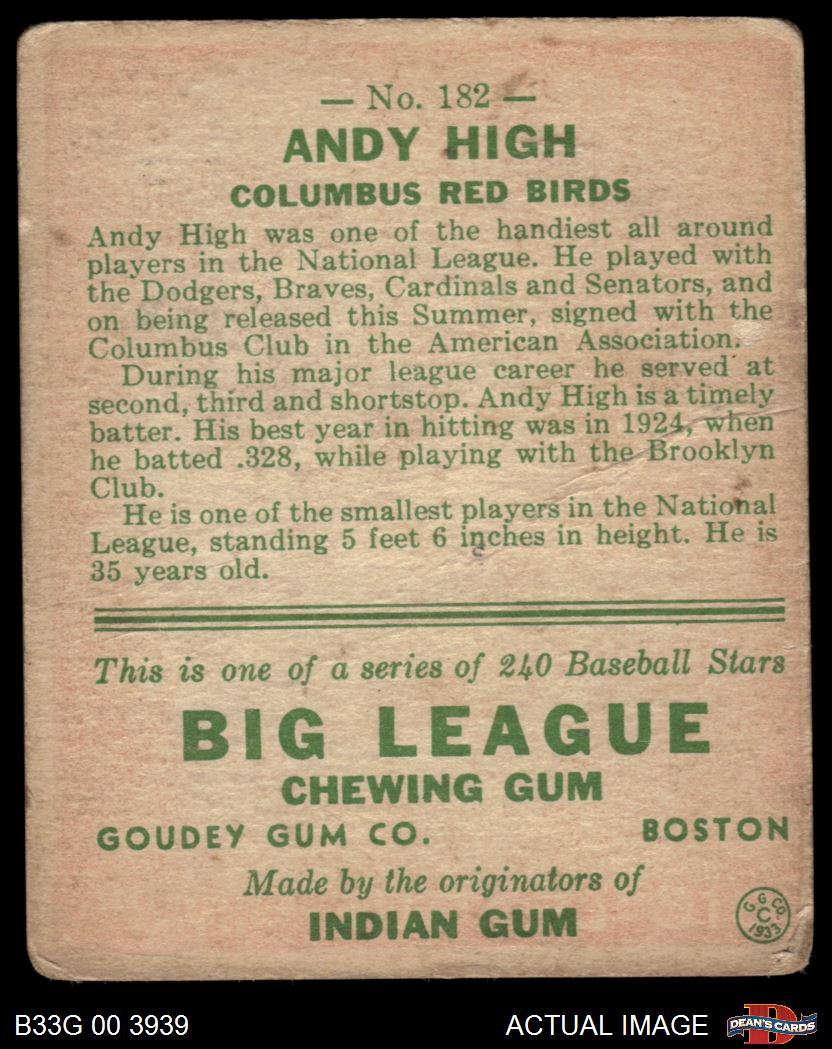 — No. 182 —
ANDY HIGH
COLUMBUS RED BIRDS
Andy High was one of the handiest all around
players in the National League. He played with
the Dodgers, Braves, Cardinals and Senators, and
on being released this Summer, signed with the
Columbus Club in the American Association.
During his major league career he served at
second, third and shortstop. Andy High is a timely
batter. His best year in hitting was in 1924, when
he batted .328, while playing with the Brooklyn
Club.
He is one of the smallest players in the National
League, standing 5 feet 6 inches in height. He is
35 years old.
This is one of a series of 240 Baseball Stars
BIG LEAGUE
CHEWING GUM
GOUDEY GUM CO. BOSTON
Made by the originators of
INDIAN GUM
G. G. CO.
C
1933
B33G 00 3939 ACTUAL IMAGE
D
DEAN'S CARDS